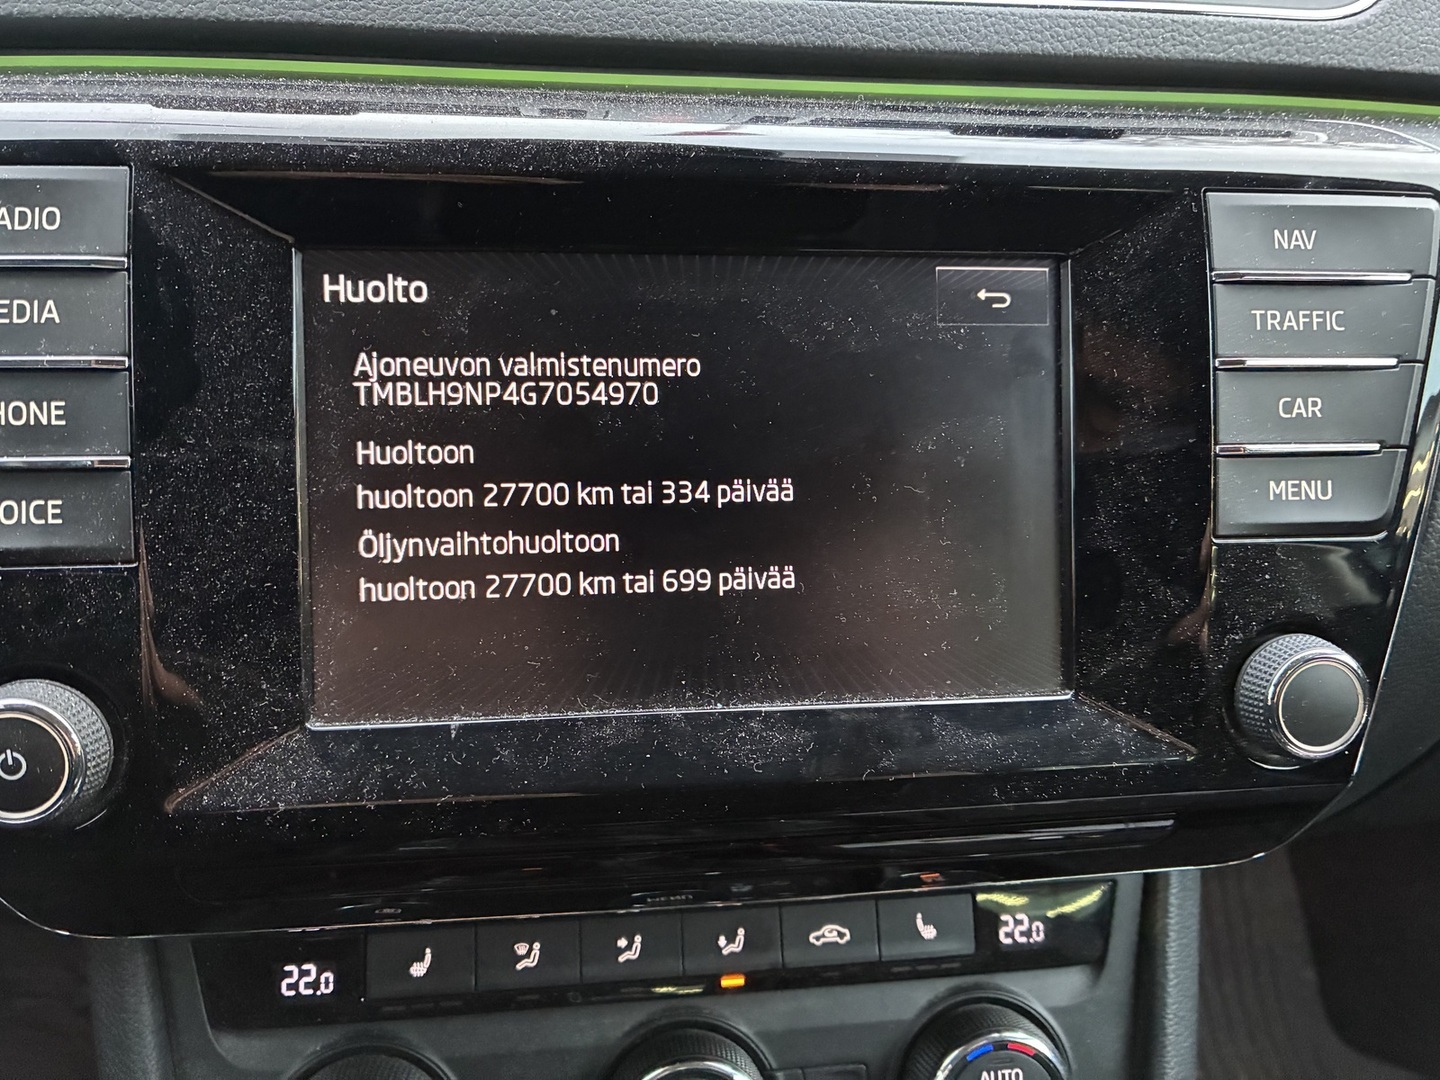 ADIO
EDIA
HONE
OICE
Huolto
Ajoneuvon valmistenumero
TMBLH9NP4G7054970
Huoltoon
huoltoon 27700 km tai 334 päivää
Öljynvaihtohuoltoon
huoltoon 27700 km tai 699 päivää
NAV
TRAFFIC
CAR
MENU
22.0
22.0
AUTO